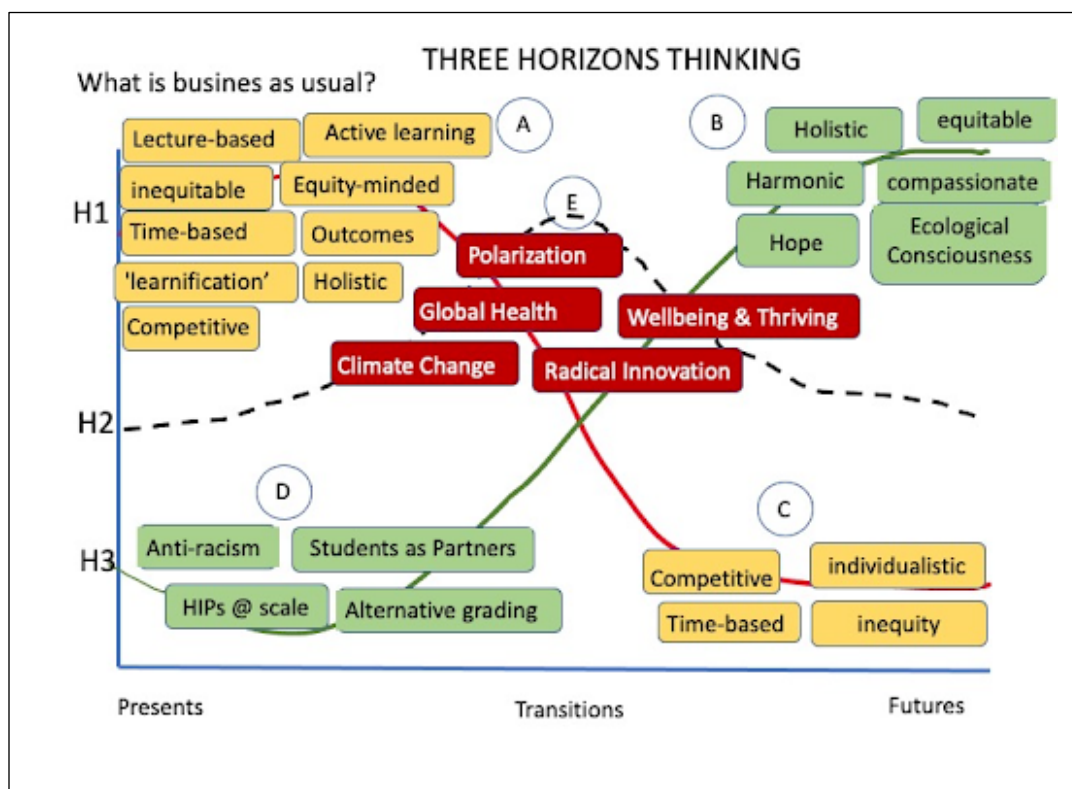 THREE HORIZONS THINKING
What is busines as usual?
A
B
Lecture-based
Active learning
Holistic
equitable
inequitable
Equity-minded
Harmonic
compassionate
H1
E
Time-based
Outcomes
Polarization
Hope
Ecological
Consciousness
'learnification’
Holistic
Global Health
Wellbeing & Thriving
Competitive
Climate Change
Radical Innovation
H2
D
C
Anti-racism
Students as Partners
H3
Competitive
individualistic
HIPs @ scale
Alternative grading
Time-based
inequity
Presents
Transitions
Futures